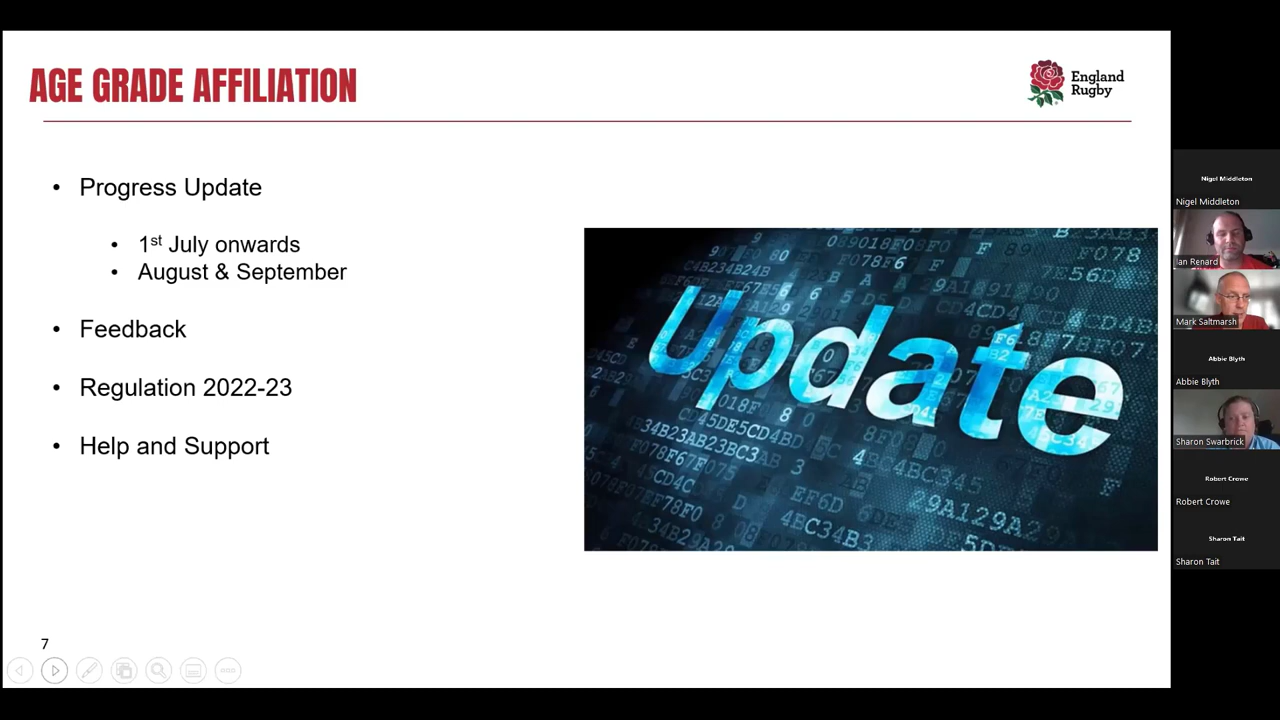 AGE GRADE AFFILIATION
England
Rugby
• Progress Update
• 1st July onwards
• August & September
• Feedback
• Regulation 2022-23
• Help and Support
Update
7
Nigel Middleton
Nigel Middleton
Ian Renard
Mark Saltmarsh
Abbie Blyth
Abbie Blyth
Sharon Swarbrick
Robert Crowe
Robert Crowe
Sharon Tait
Sharon Tait